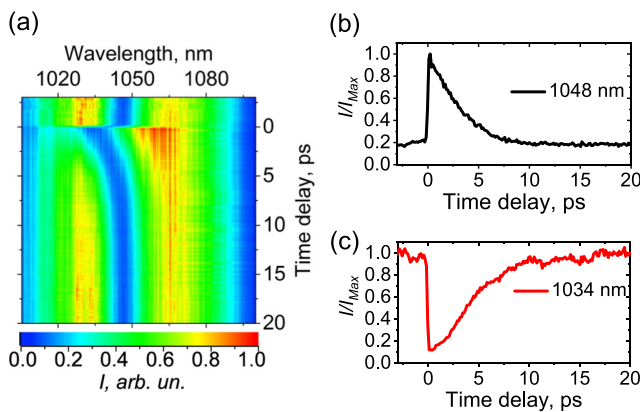 (a)
Wavelength, nm
1020 1050 1080
0
5
10
15
20
Time delay, ps
0.0 0.2 0.4 0.6 0.8 1.0
I, arb. un.
(b)
I/I_Max
1.0
0.8
0.6
0.4
0.2
0.0
1048 nm
0 5 10 15 20
Time delay, ps
(c)
I/I_Max
1.0
0.8
0.6
0.4
0.2
0.0
1034 nm
0 5 10 15 20
Time delay, ps